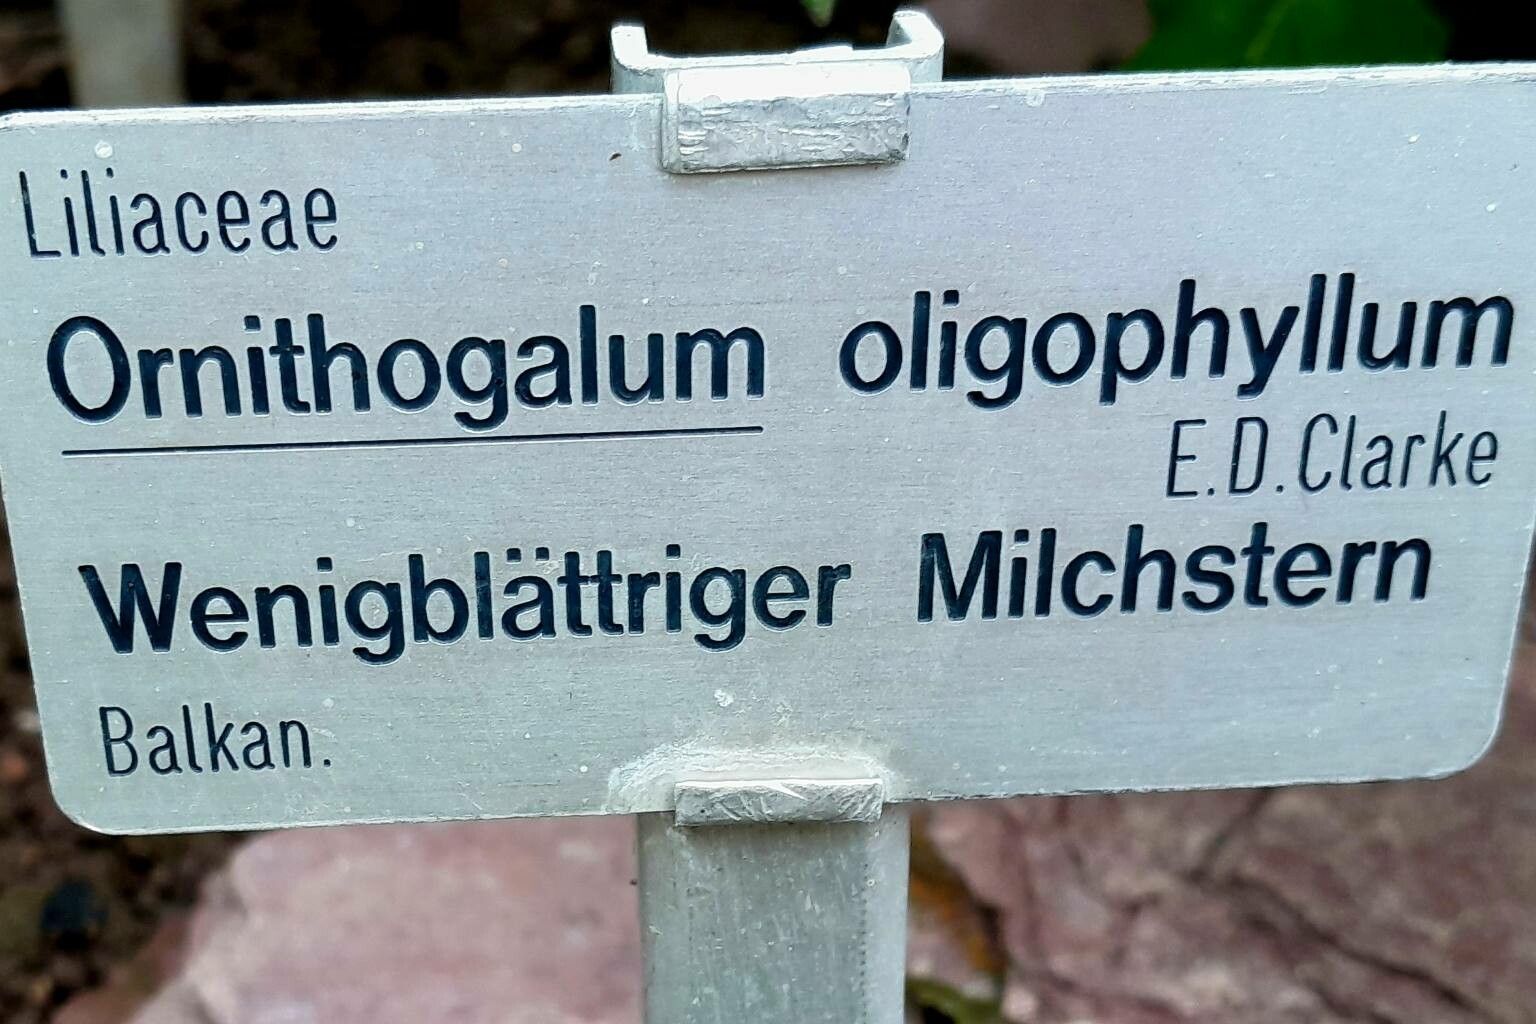 Liliaceae
Ornithogalum oligophyllum
E.D.Clarke
Wenigblättriger Milchstern
Balkan.